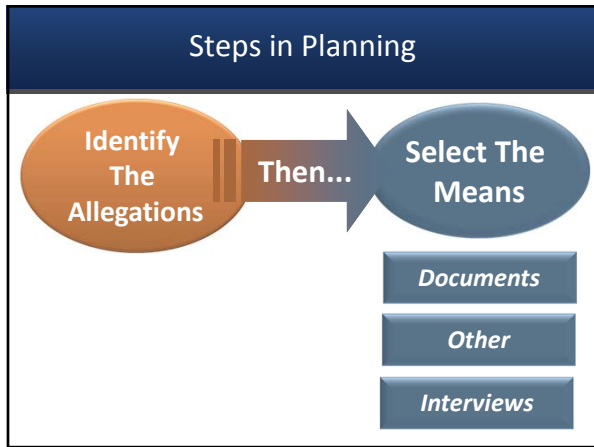 Steps in Planning
Identify
The
Allegations
Then...
Select The
Means
Documents
Other
Interviews